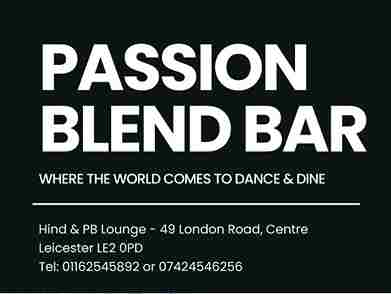 PASSION
BLEND BAR
WHERE THE WORLD COMES TO DANCE & DINE
Hind & PB Lounge - 49 London Road, Centre
Leicester LE2 0PD
Tel: 01162545892 or 07424546256